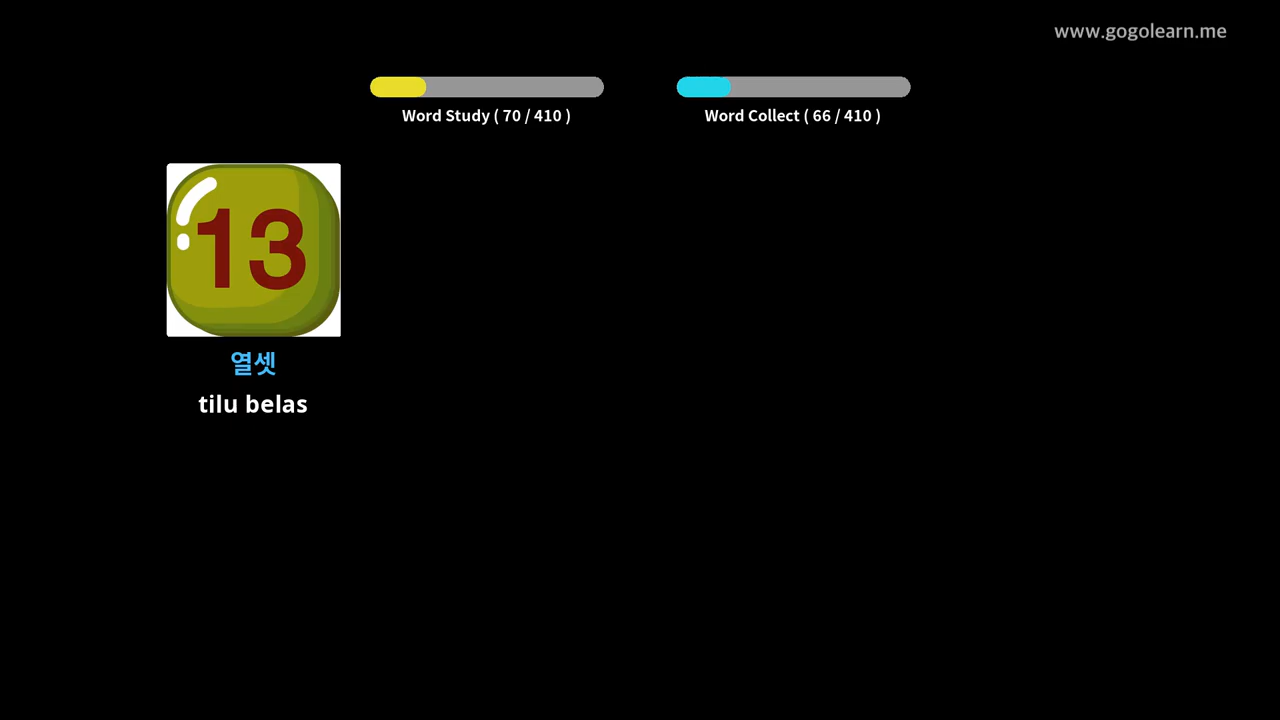 www.gogolearn.me
Word Study ( 70 / 410 )
Word Collect ( 66 / 410 )
13
열셋
tilu belas